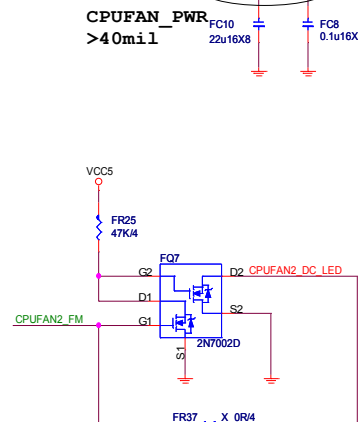 CPUFAN_PWR
>40mil
FC10
22u16X8
FC8
0.1u16X
VCC5
FR25
47K/4
FQ7
G2
D2
CPUFAN2_DC_LED
D1
S2
CPUFAN2_FM
G1
2N7002D
S1
FR37
X_0R/4